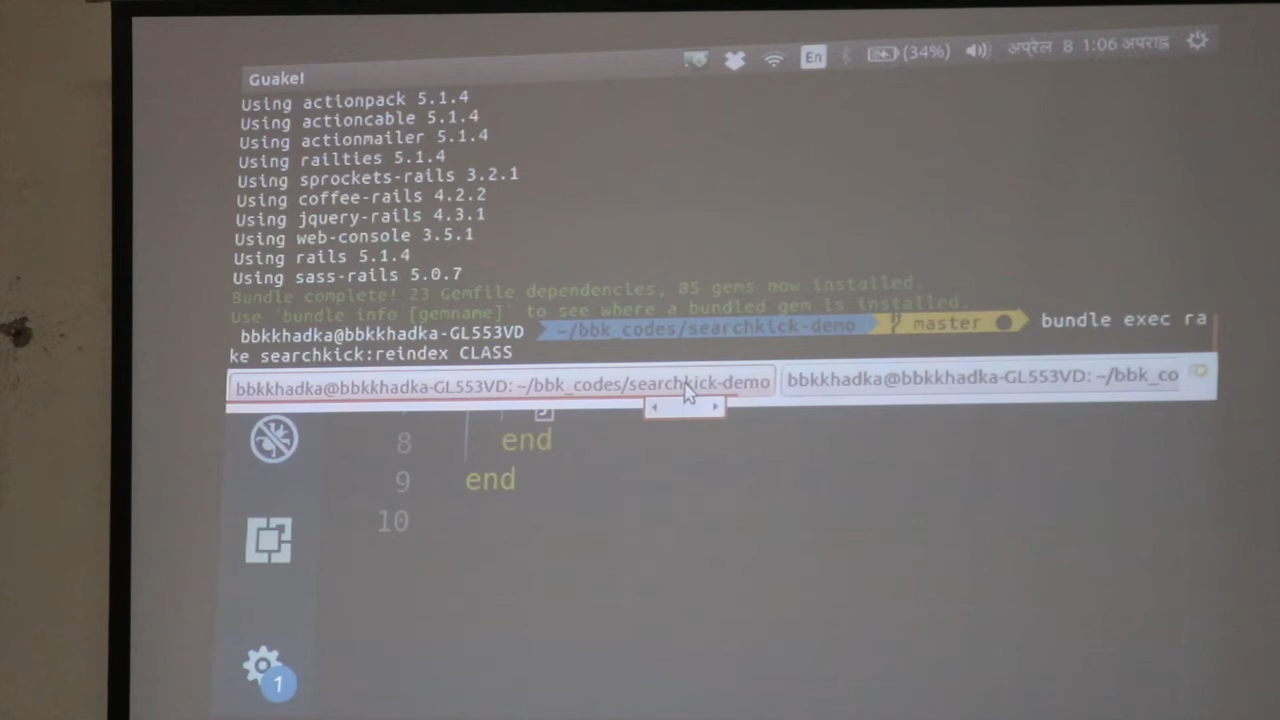 Guake!
En (34%) अप्रैल 8 1:06 अपराह्न
Using actionpack 5.1.4
Using actioncable 5.1.4
Using actionmailer 5.1.4
Using railties 5.1.4
Using sprockets-rails 3.2.1
Using coffee-rails 4.2.2
Using jquery-rails 4.3.1
Using web-console 3.5.1
Using rails 5.1.4
Using sass-rails 5.0.7
Bundle complete! 23 Gemfile dependencies, 85 gems now installed.
Use 'bundle info [gemname]' to see where a bundled gem is installed.
bbkkhadka@bbkkhadka-GL553VD ~/bbk_codes/searchkick-demo master bundle exec ra
ke searchkick:reindex CLASS
bbkkhadka@bbkkhadka-GL553VD: ~/bbk_codes/searchkick-demo bbkkhadka@bbkkhadka-GL553VD: ~/bbk_co
8 end
9 end
10
1